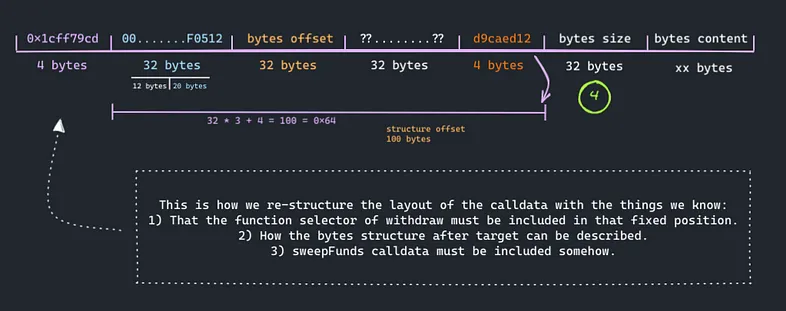 0×1cff79cd 00.......F0512 bytes offset ??........?? d9caed12 bytes size bytes content
4 bytes 32 bytes 32 bytes 32 bytes 4 bytes 32 bytes xx bytes
12 bytes 20 bytes
4
32 * 3 + 4 = 100 = 0×64
structure offset
100 bytes
This is how we re-structure the layout of the calldata with the things we know:
1) That the function selector of withdraw must be included in that fixed position.
2) How the bytes structure after target can be described.
3) sweepFunds calldata must be included somehow.